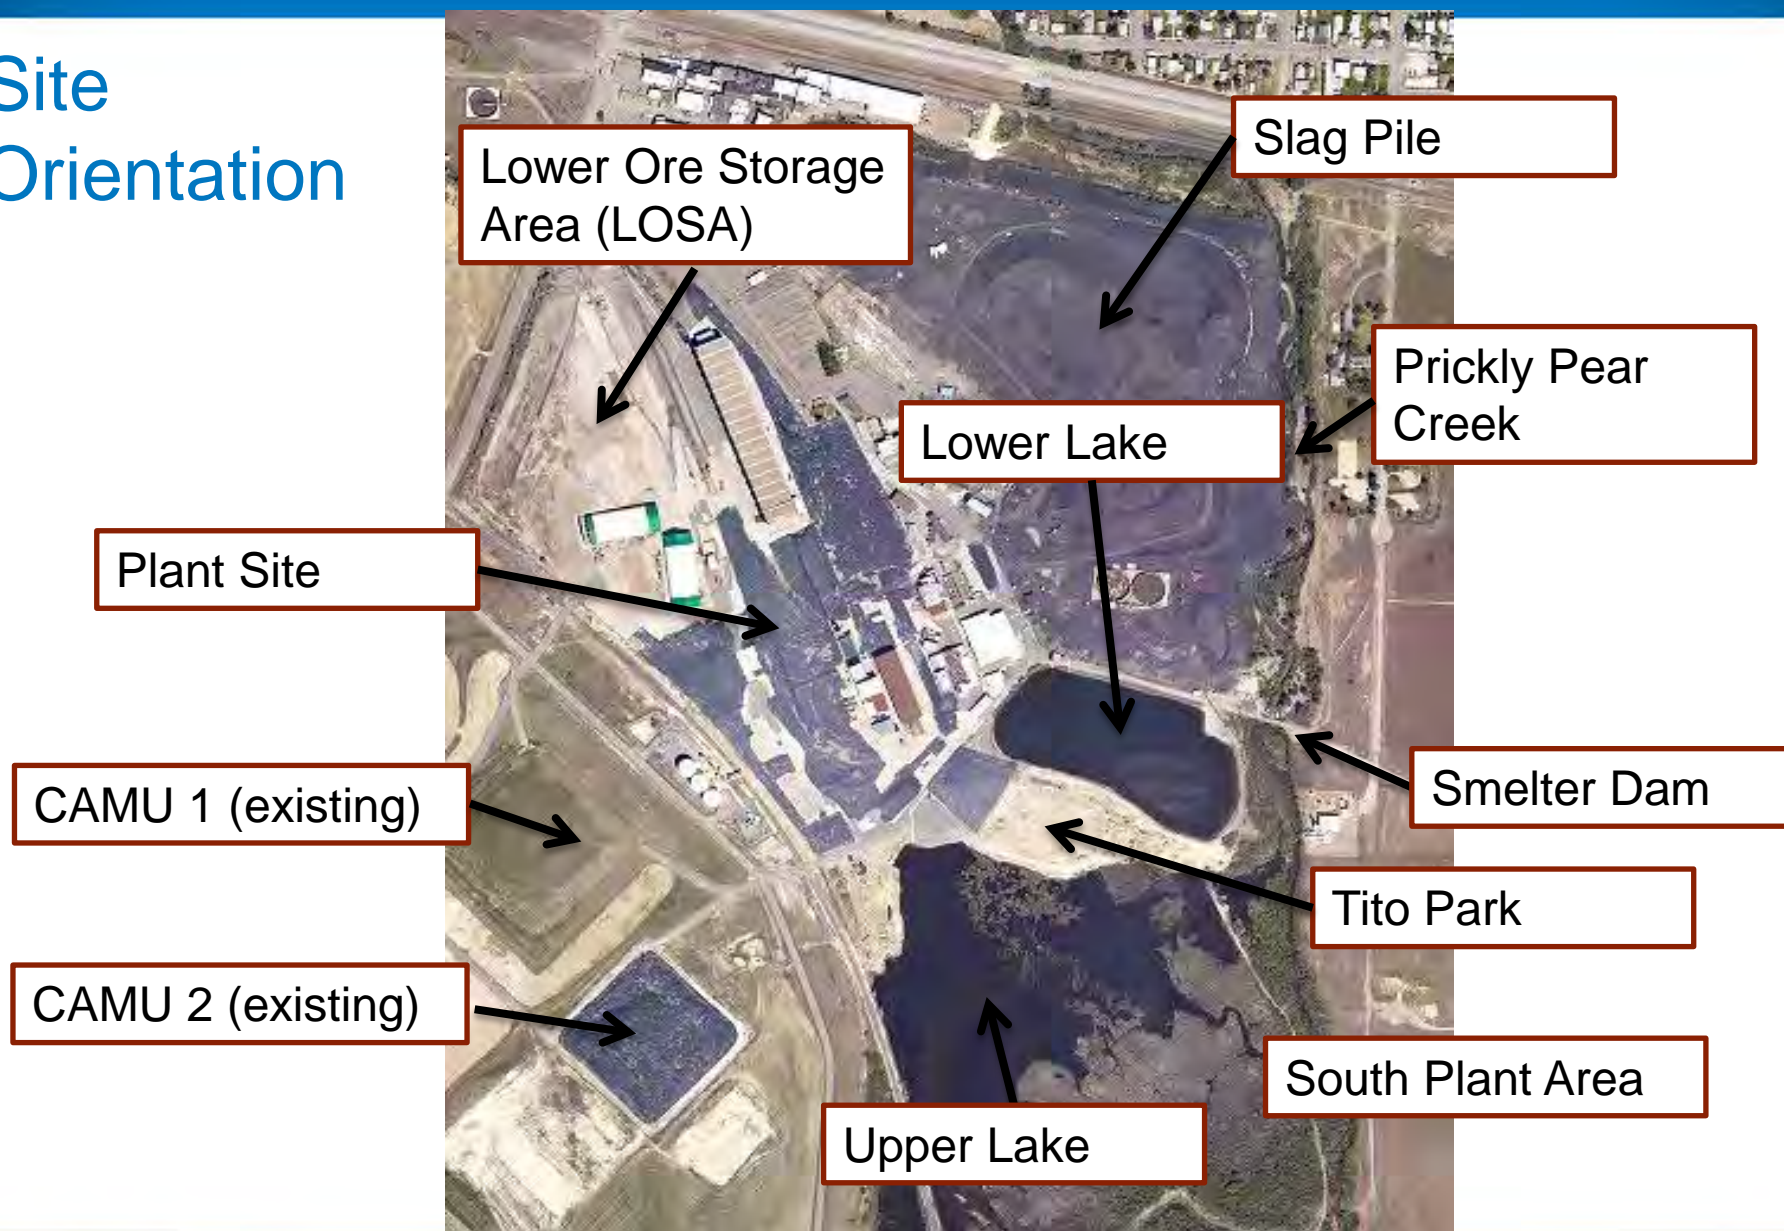 Site
Orientation
Lower Ore Storage
Area (LOSA)
Slag Pile
Prickly Pear
Creek
Lower Lake
Plant Site
CAMU 1 (existing)
Smelter Dam
Tito Park
CAMU 2 (existing)
South Plant Area
Upper Lake